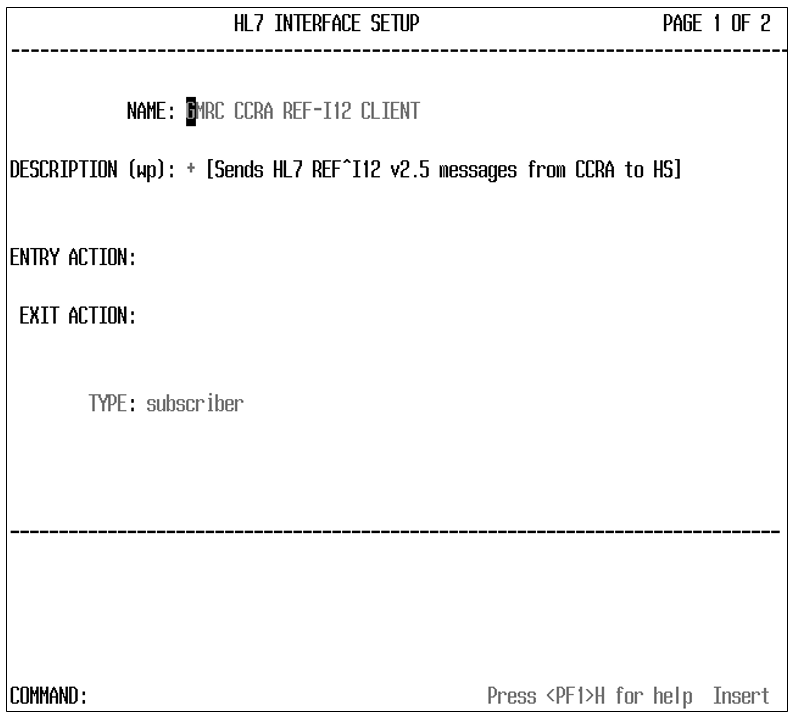 HL7 INTERFACE SETUP PAGE 1 OF 2
--------------------------------------------------------------------------------
NAME: GMRC CCRA REF-I12 CLIENT
DESCRIPTION (wp): + [Sends HL7 REF^I12 v2.5 messages from CCRA to HS]
ENTRY ACTION:
EXIT ACTION:
TYPE: subscriber
--------------------------------------------------------------------------------
COMMAND: Press <PF1>H for help Insert